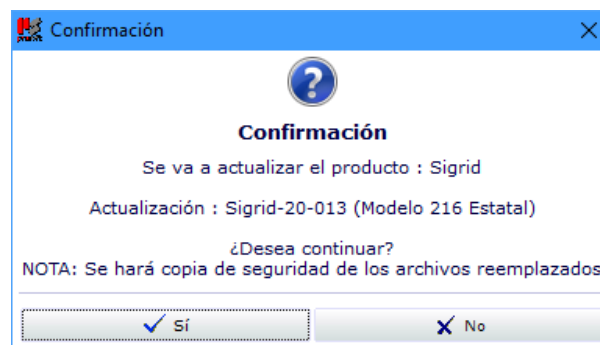 Confirmación
Confirmación
Se va a actualizar el producto : Sigrid
Actualización : Sigrid-20-013 (Modelo 216 Estatal)
¿Desea continuar?
NOTA: Se hará copia de seguridad de los archivos reemplazados
Sí
No